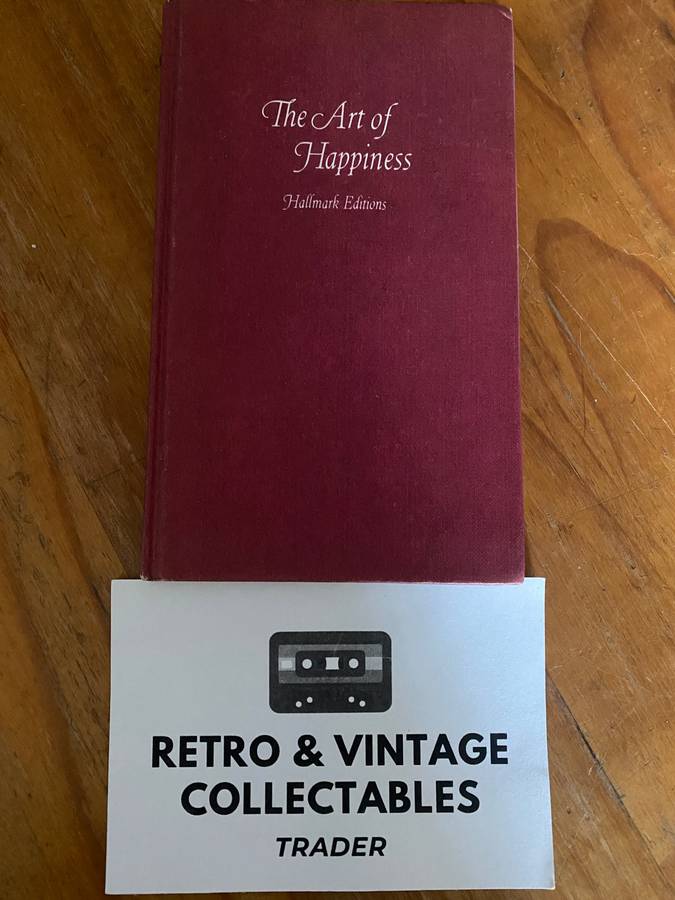 The Art of
Happiness
Hallmark Editions
RETRO & VINTAGE
COLLECTABLES
TRADER